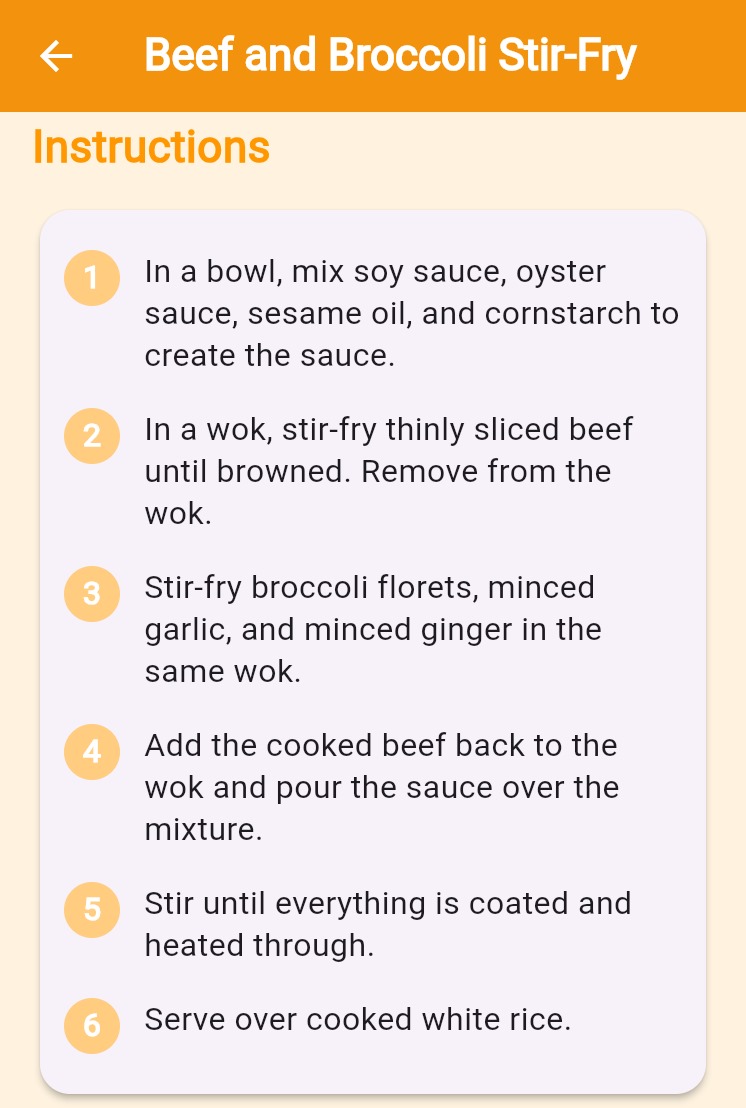 Beef and Broccoli Stir-Fry
Instructions
1
In a bowl, mix soy sauce, oyster
sauce, sesame oil, and cornstarch to
create the sauce.
2
In a wok, stir-fry thinly sliced beef
until browned. Remove from the
wok.
3
Stir-fry broccoli florets, minced
garlic, and minced ginger in the
same wok.
4
Add the cooked beef back to the
wok and pour the sauce over the
mixture.
5
Stir until everything is coated and
heated through.
6
Serve over cooked white rice.